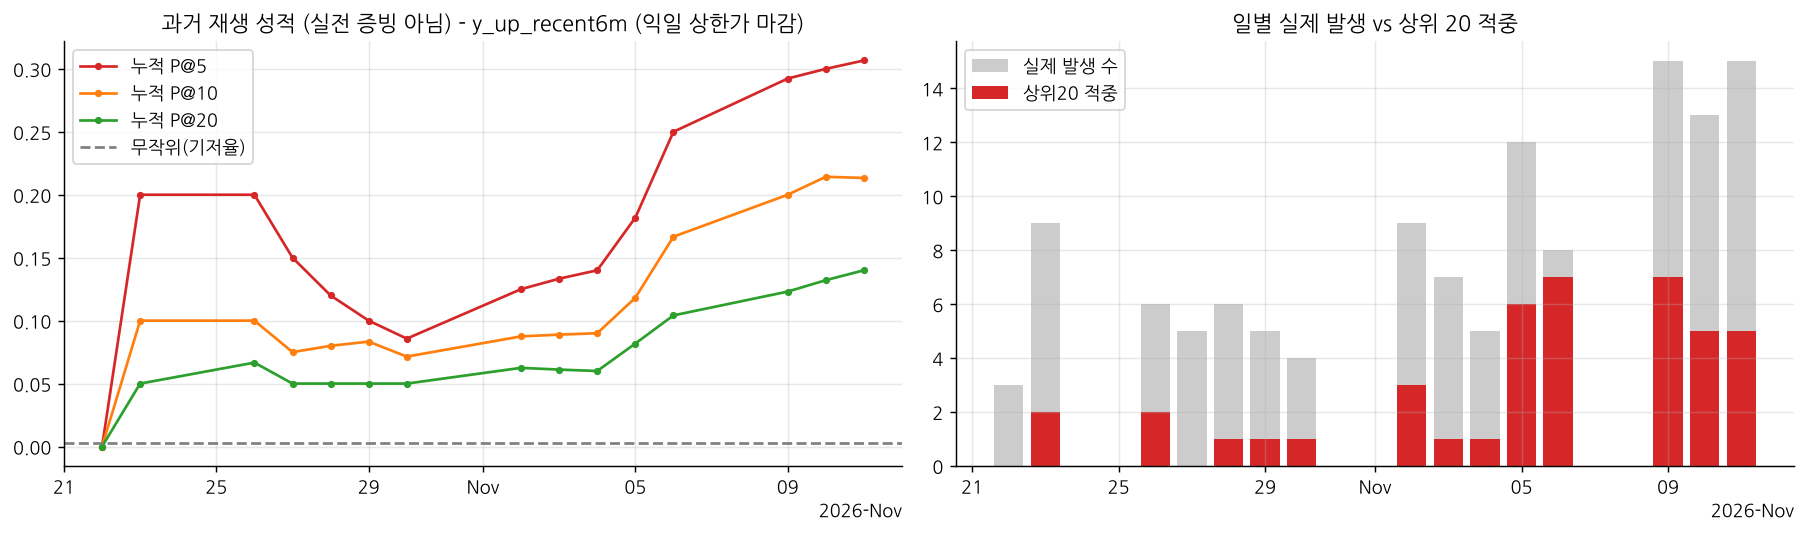 과거 재생 성적 (실전 증빙 아님) - y_up_recent6m (익일 상한가 마감)
누적 P@5
누적 P@10
누적 P@20
무작위(기저율)
0.30
0.25
0.20
0.15
0.10
0.05
0.00
21 25 29 Nov 05 09
2026-Nov
일별 실제 발생 vs 상위 20 적중
실제 발생 수
상위20 적중
14
12
10
8
6
4
2
0
21 25 29 Nov 05 09
2026-Nov